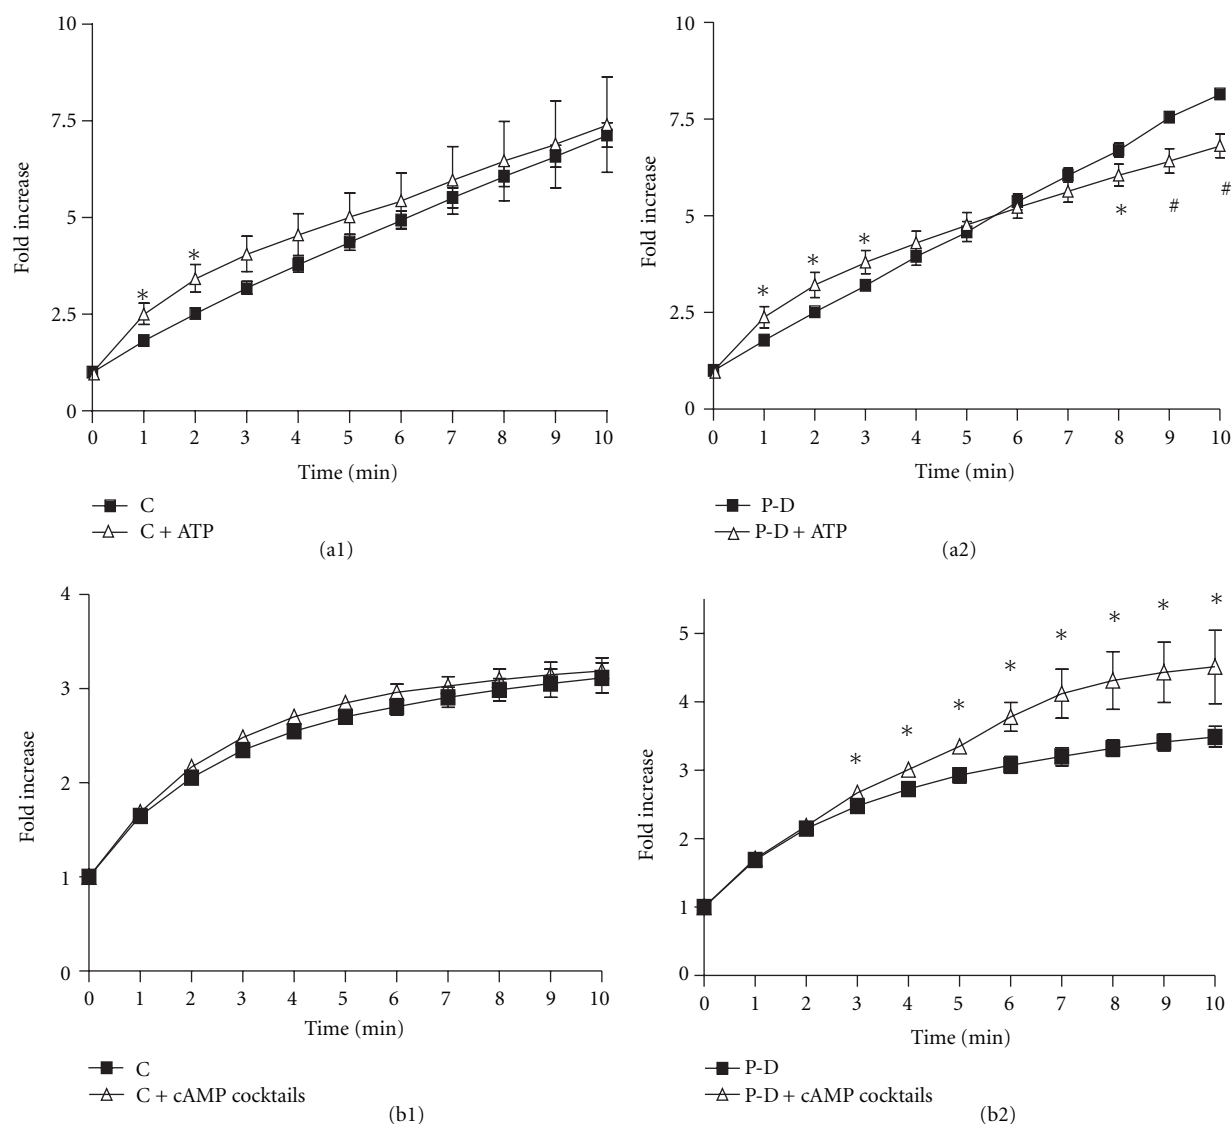 10
7.5
5
2.5
0
Fold increase
* *
0 1 2 3 4 5 6 7 8 9 10
Time (min)
C
C + ATP
(a1)
10
7.5
5
2.5
0
Fold increase
* * * * # #
0 1 2 3 4 5 6 7 8 9 10
Time (min)
P-D
P-D + ATP
(a2)
4
3
2
1
0
Fold increase
0 1 2 3 4 5 6 7 8 9 10
Time (min)
C
C + cAMP cocktails
(b1)
5
4
3
2
1
0
Fold increase
* * * * * * * *
0 1 2 3 4 5 6 7 8 9 10
Time (min)
P-D
P-D + cAMP cocktails
(b2)